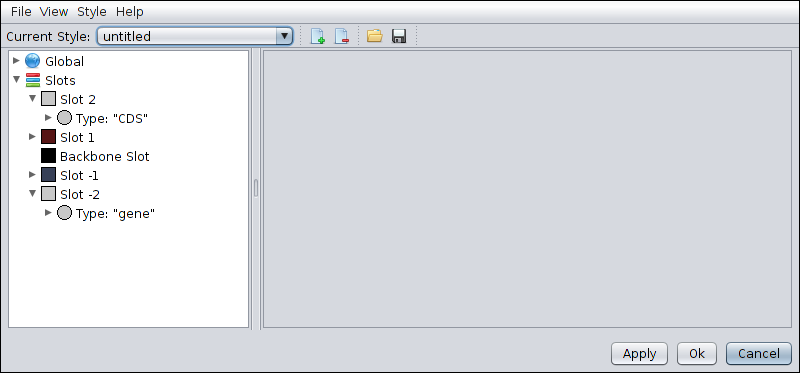 File View Style Help
Current Style: untitled
Global
Slots
Slot 2
Type: "CDS"
Slot 1
Backbone Slot
Slot -1
Slot -2
Type: "gene"
Apply Ok Cancel